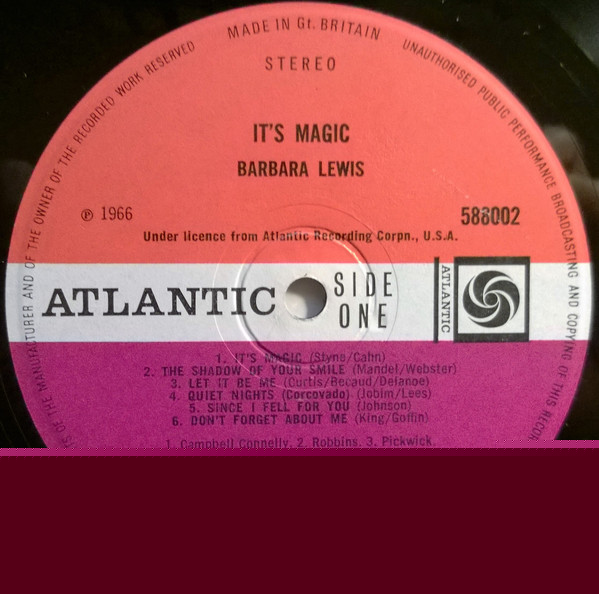 MADE IN Gt. BRITAIN
UNAUTHORISED PUBLIC PERFORMANCE BROADCASTING AND COPYING OF THIS RECOR
TS OF THE MANUFACTURER AND OF THE OWNER OF THE RECORDED WORK RESERVED
STEREO
IT'S MAGIC
BARBARA LEWIS
℗ 1966
588002
Under licence from Atlantic Recording Corpn., U.S.A.
ATLANTIC
SIDE
ONE
ATLANTIC
1. IT'S MAGIC (Styne/Cahn)
2. THE SHADOW OF YOUR SMILE (Mandel/Webster)
3. LET IT BE ME (Curtis/Becaud/Delanoe)
4. QUIET NIGHTS (Corcovado) (Jobim/Lees)
5. SINCE I FELL FOR YOU (Johnson)
6. DON'T FORGET ABOUT ME (King/Goffin)
1. Campbell Connelly. 2. Robbins. 3. Pickwick.